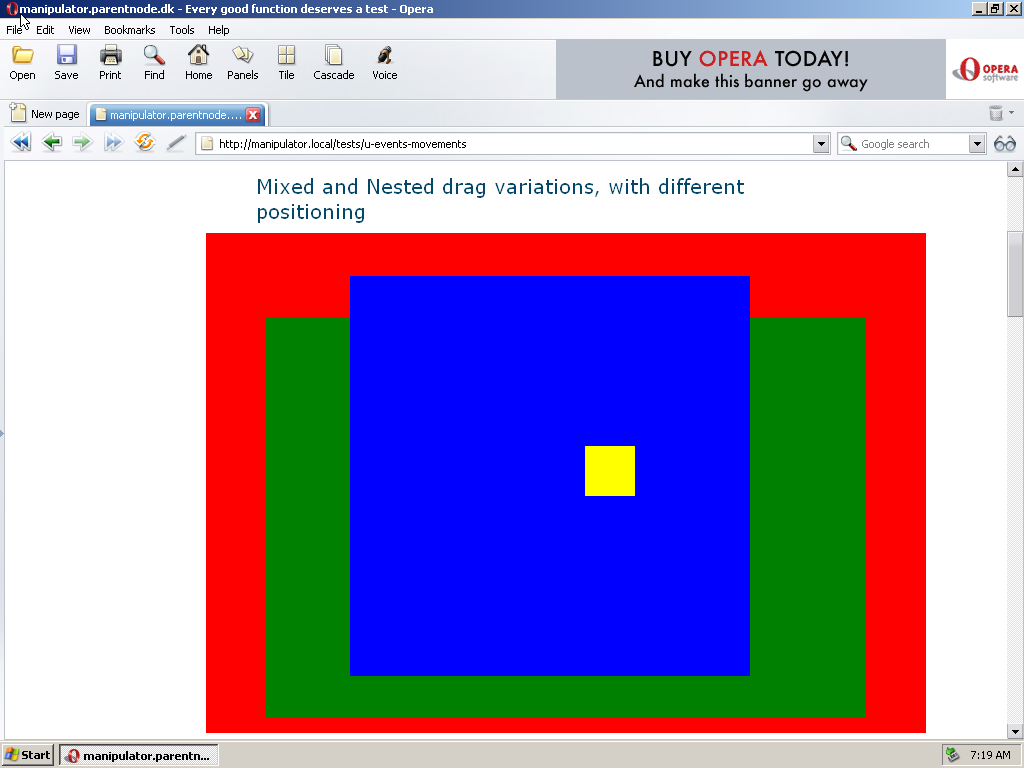 manipulator.parentnode.dk - Every good function deserves a test - Opera
File Edit View Bookmarks Tools Help
Open Save Print Find Home Panels Tile Cascade Voice
BUY OPERA TODAY!
And make this banner go away
OPERA
software
New page
manipulator.parentnode....
http://manipulator.local/tests/u-events-movements
Google search
Mixed and Nested drag variations, with different
positioning
Start
manipulator.parentn...
7:19 AM